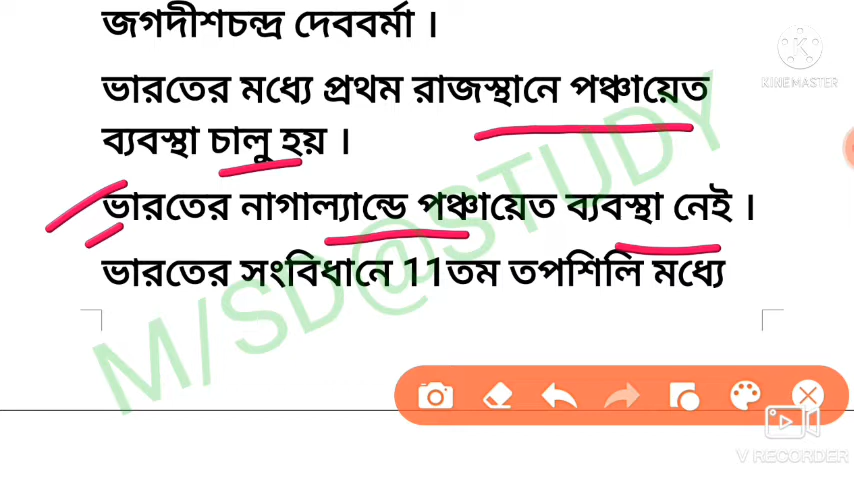 জগদীশচন্দ্র দেববর্মা ।
ভারতের মধ্যে প্রথম রাজস্থানে পঞ্চায়েত
ব্যবস্থা চালু হয় ।
ভারতের নাগাল্যান্ডে পঞ্চায়েত ব্যবস্থা নেই ।
ভারতের সংবিধানে 11তম তপশিলি মধ্যে
M/SD@STUDY
KINEMASTER
V RECORDER